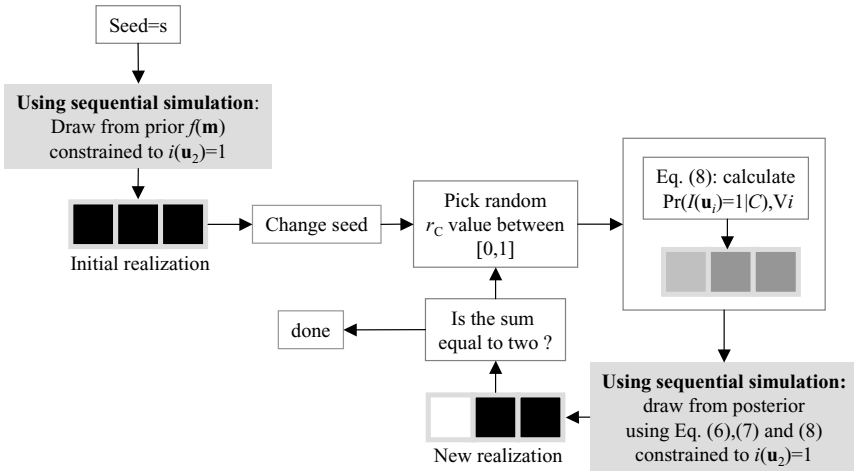 Seed=s
Using sequential simulation:
Draw from prior f(m)
constrained to i(u₂)=1
Initial realization
Change seed
Pick random
r_C value between
[0,1]
Eq. (8): calculate
Pr(I(uᵢ)=1|C),∀i
Is the sum
equal to two ?
done
New realization
Using sequential simulation:
draw from posterior
using Eq. (6),(7) and (8)
constrained to i(u₂)=1